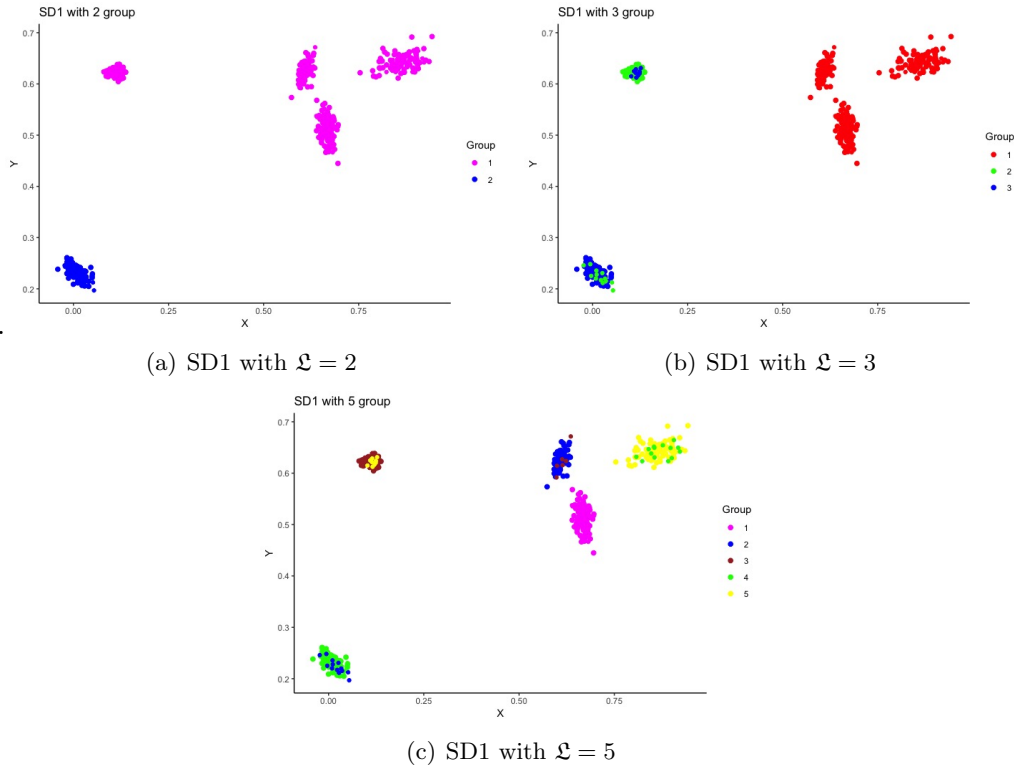 SD1 with 2 group
0.7
0.6
0.5
0.4
0.3
0.2
Y
0.00
0.25
0.50
0.75
X
Group
1
2
(a) SD1 with 𝔏 = 2
SD1 with 3 group
0.7
0.6
0.5
0.4
0.3
0.2
Y
0.00
0.25
0.50
0.75
X
Group
1
2
3
(b) SD1 with 𝔏 = 3
SD1 with 5 group
0.7
0.6
0.5
0.4
0.3
0.2
Y
0.00
0.25
0.50
0.75
X
Group
1
2
3
4
5
(c) SD1 with 𝔏 = 5